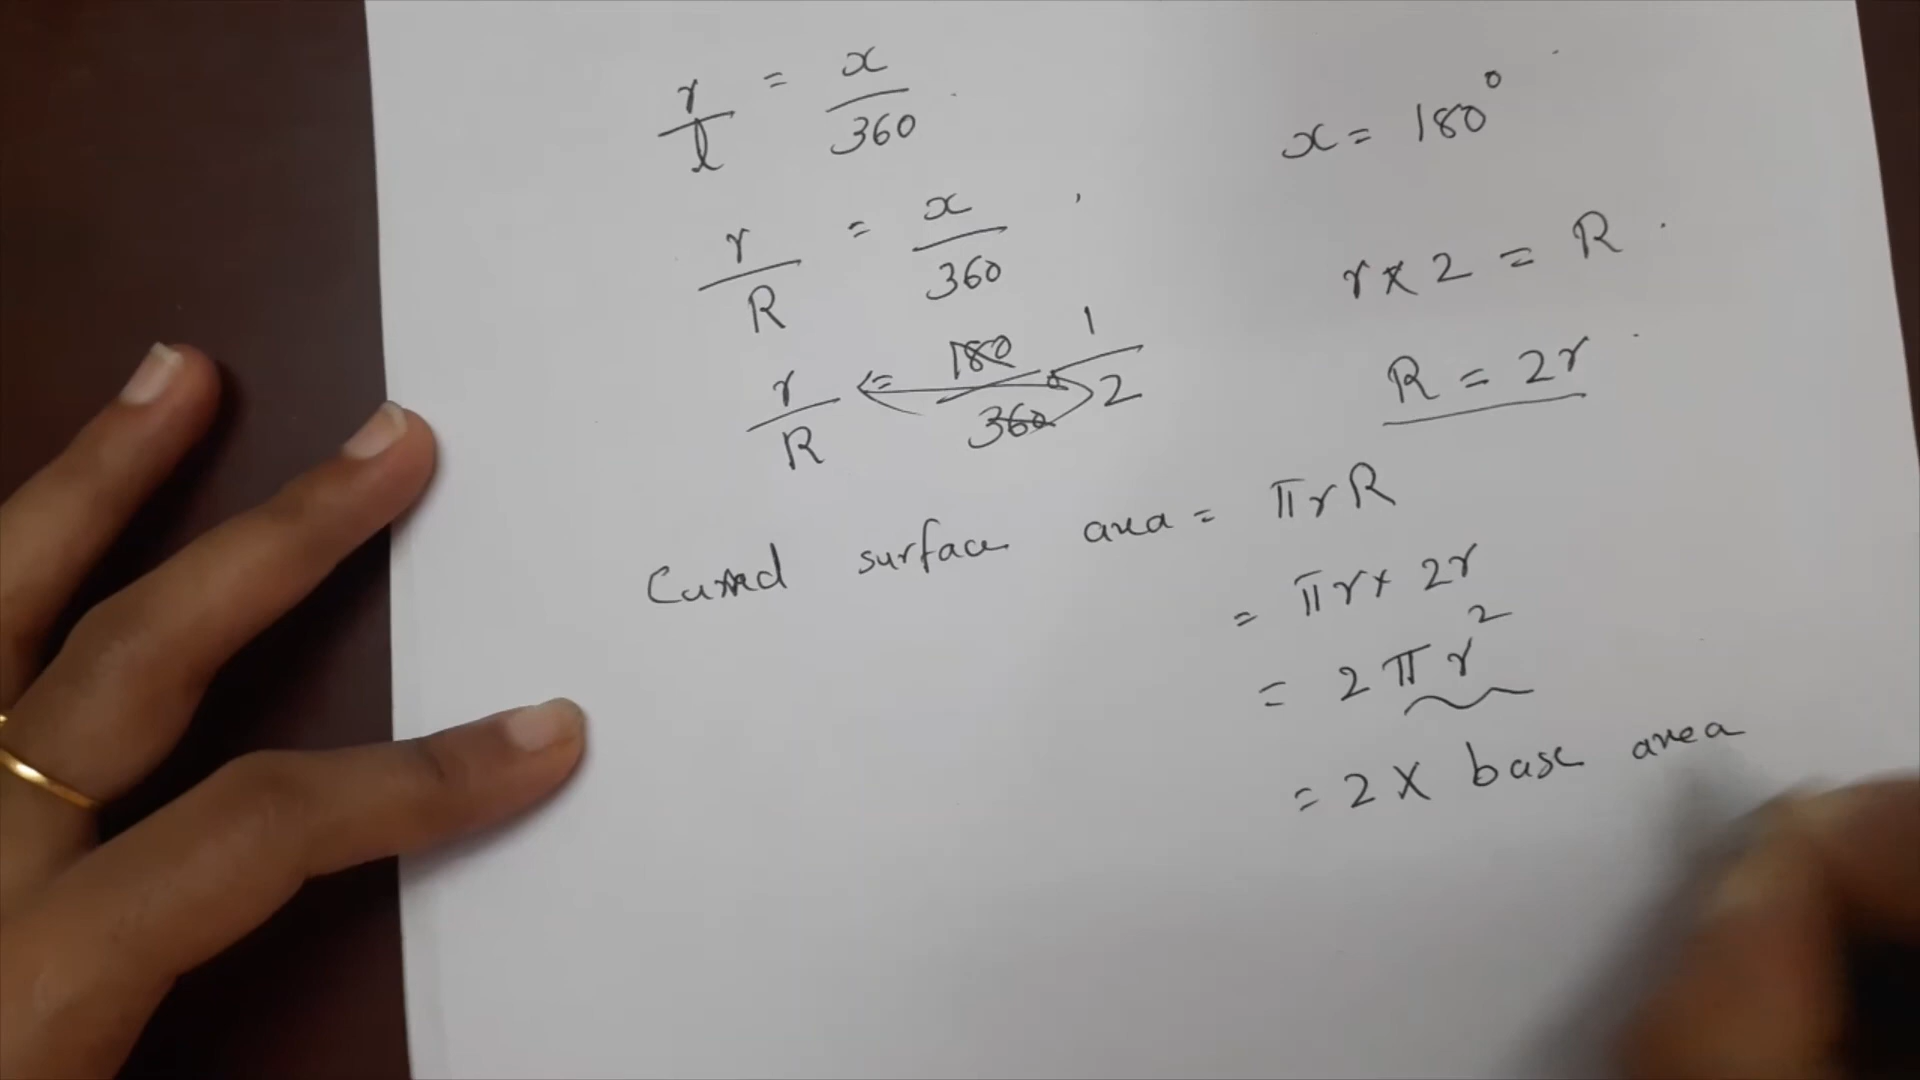 r/l = x/360
x = 180°
r/R = x/360
r × 2 = R
r/R = 180/360 1/2
R = 2r
Curved surface area = πrR
= πr × 2r
= 2πr²
= 2 × base area